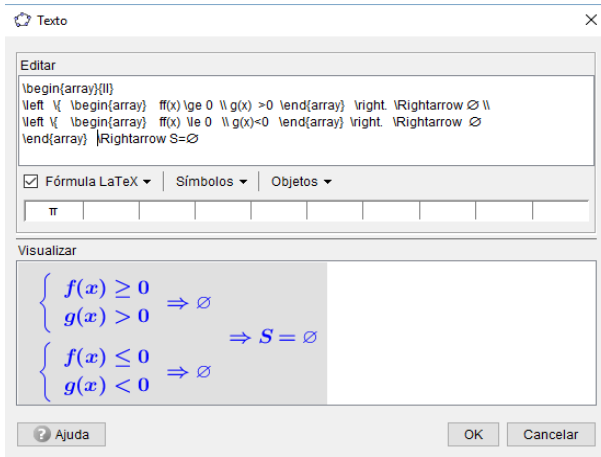 Texto
Editar
\begin{array}{ll}
\left \{ \begin{array} ff(x) \ge 0 \\ g(x) >0 \end{array} \right. \Rightarrow ∅ \\
\left \{ \begin{array} ff(x) \le 0 \\ g(x)<0 \end{array} \right. \Rightarrow ∅
\end{array} \Rightarrow S=∅
Fórmula LaTeX Símbolos Objetos
π
Visualizar
f(x) ≥ 0
g(x) > 0
⇒ ∅
⇒ S = ∅
f(x) ≤ 0
g(x) < 0
⇒ ∅
Ajuda OK Cancelar